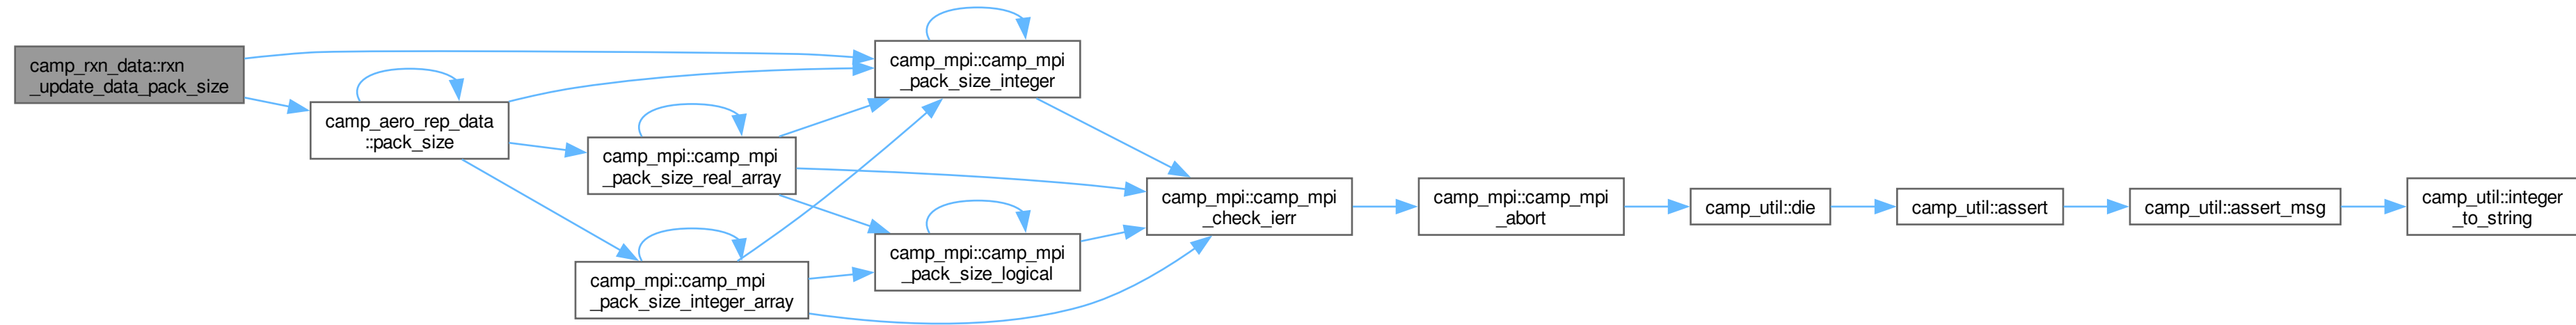 camp_rxn_data::rxn
_update_data_pack_size
camp_aero_rep_data
::pack_size
camp_mpi::camp_mpi
_pack_size_integer
camp_mpi::camp_mpi
_pack_size_real_array
camp_mpi::camp_mpi
_pack_size_logical
camp_mpi::camp_mpi
_pack_size_integer_array
camp_mpi::camp_mpi
_check_ierr
camp_mpi::camp_mpi
_abort
camp_util::die
camp_util::assert
camp_util::assert_msg
camp_util::integer
_to_string